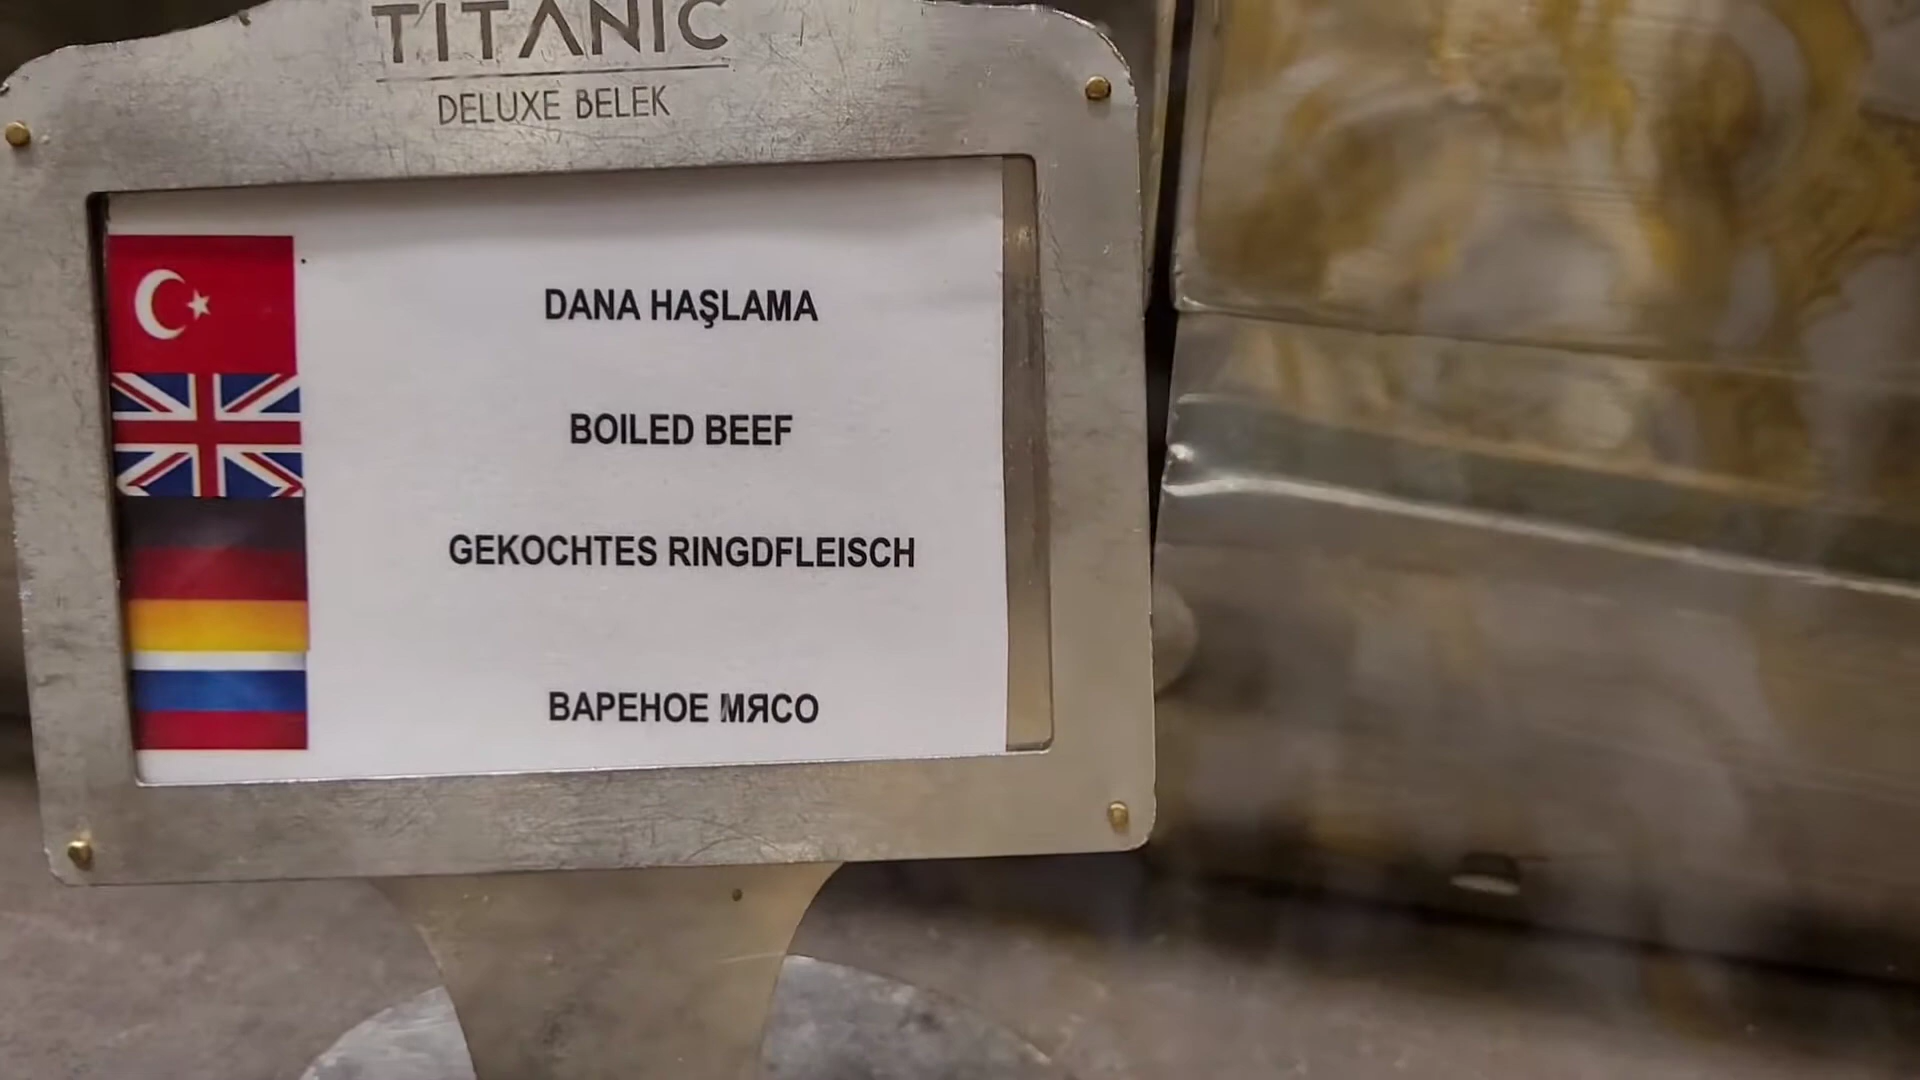 TITANIC
DELUXE BELEK
DANA HAŞLAMA
BOILED BEEF
GEKOCHTES RINGDFLEISCH
ВАРЕНОЕ МЯСО